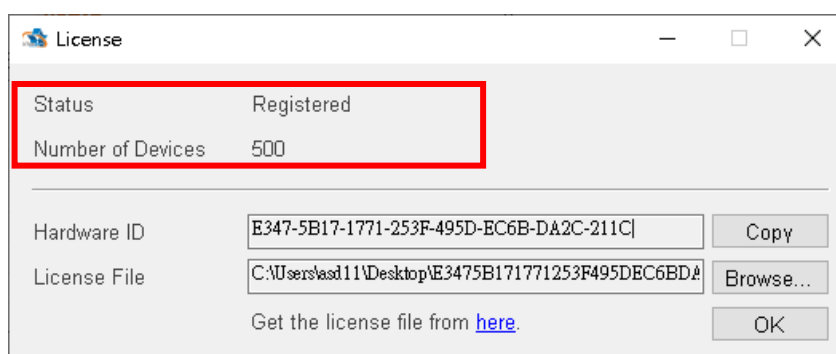 License
Status Registered
Number of Devices 500
Hardware ID E347-5B17-1771-253F-495D-EC6B-DA2C-211C Copy
License File C:\Users\asd11\Desktop\E3475B171771253F495DEC6BDA Browse...
Get the license file from here. OK